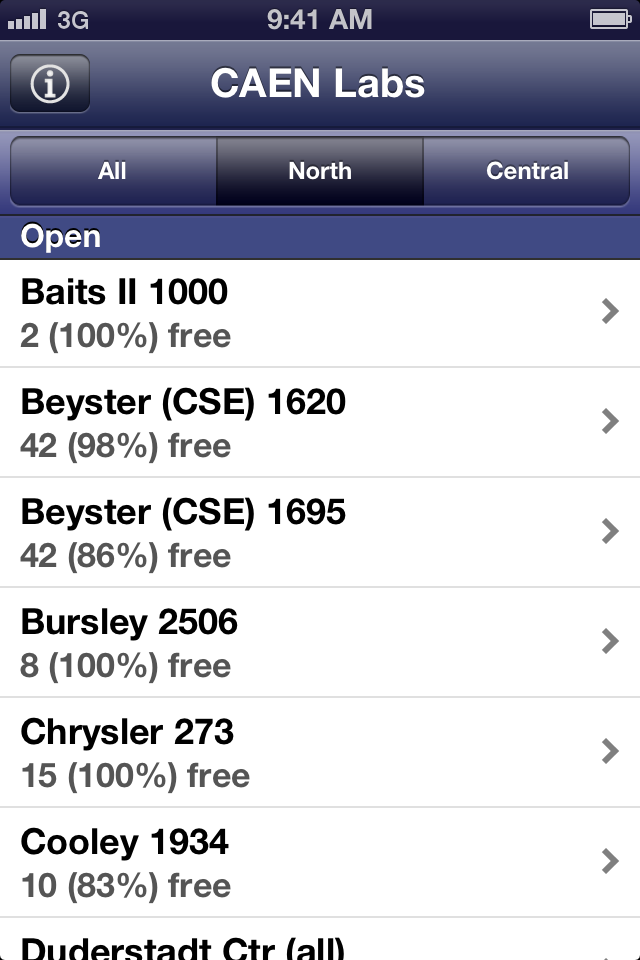 3G 9:41 AM
CAEN Labs
All North Central
Open
Baits II 1000
2 (100%) free
Beyster (CSE) 1620
42 (98%) free
Beyster (CSE) 1695
42 (86%) free
Bursley 2506
8 (100%) free
Chrysler 273
15 (100%) free
Cooley 1934
10 (83%) free
Duderstadt Ctr (all)